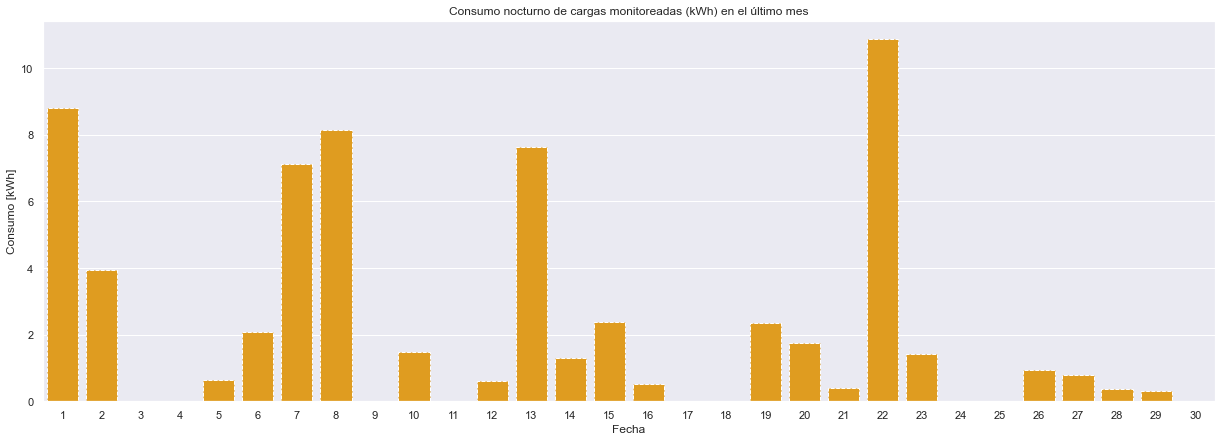 Consumo nocturno de cargas monitoreadas (kWh) en el último mes
Consumo [kWh]
10
8
6
4
2
0
1 2 3 4 5 6 7 8 9 10 11 12 13 14 15 16 17 18 19 20 21 22 23 24 25 26 27 28 29 30
Fecha